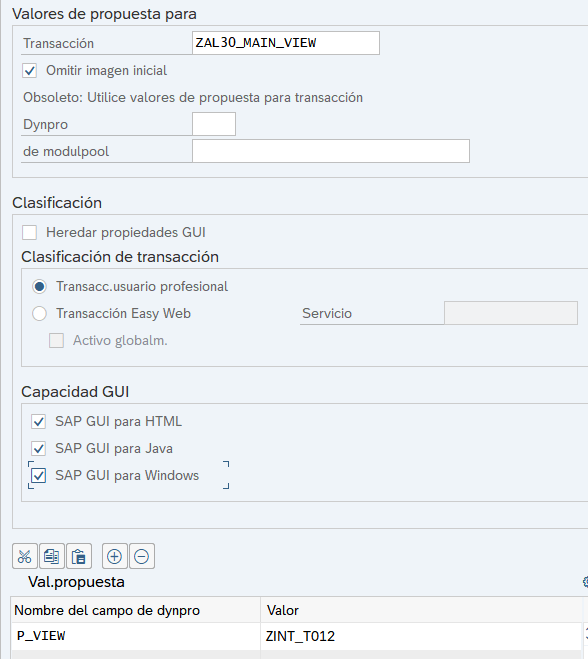 Valores de propuesta para
Transacción ZAL30_MAIN_VIEW
Omitir imagen inicial
Obsoleto: Utilice valores de propuesta para transacción
Dynpro
de modulpool
Clasificación
Heredar propiedades GUI
Clasificación de transacción
Transacc.usuario profesional
Transacción Easy Web Servicio
Activo globalm.
Capacidad GUI
SAP GUI para HTML
SAP GUI para Java
SAP GUI para Windows
Val.propuesta
Nombre del campo de dynpro Valor
P_VIEW ZINT_T012